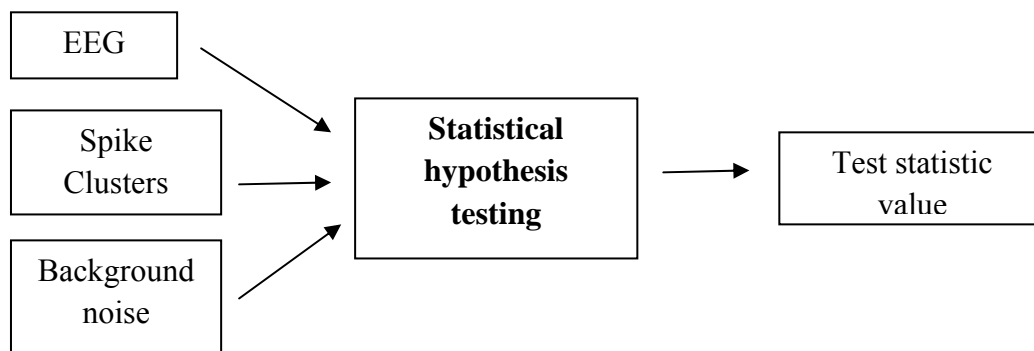 EEG
Spike
Clusters
Background
noise
Statistical
hypothesis
testing
Test statistic
value